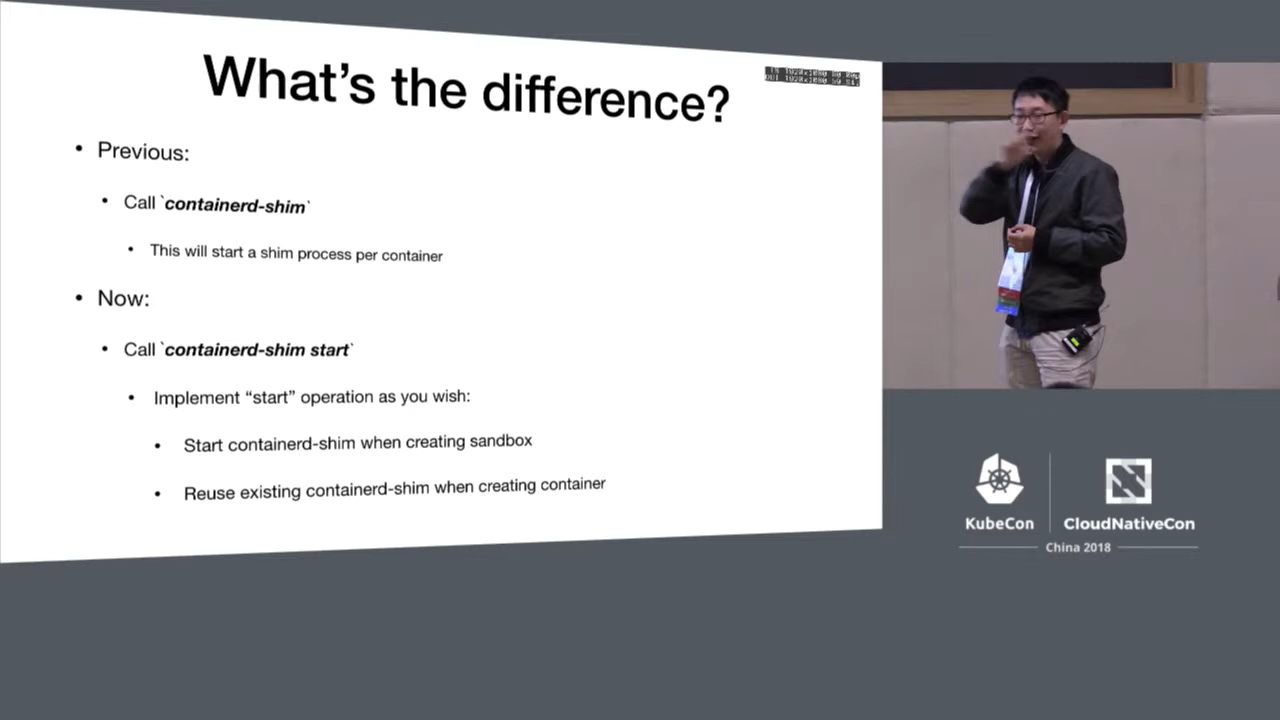 What's the difference?
• Previous:
• Call `containerd-shim`
• This will start a shim process per container
• Now:
• Call `containerd-shim start`
• Implement “start” operation as you wish:
• Start containerd-shim when creating sandbox
• Reuse existing containerd-shim when creating container
KubeCon
CloudNativeCon
China 2018